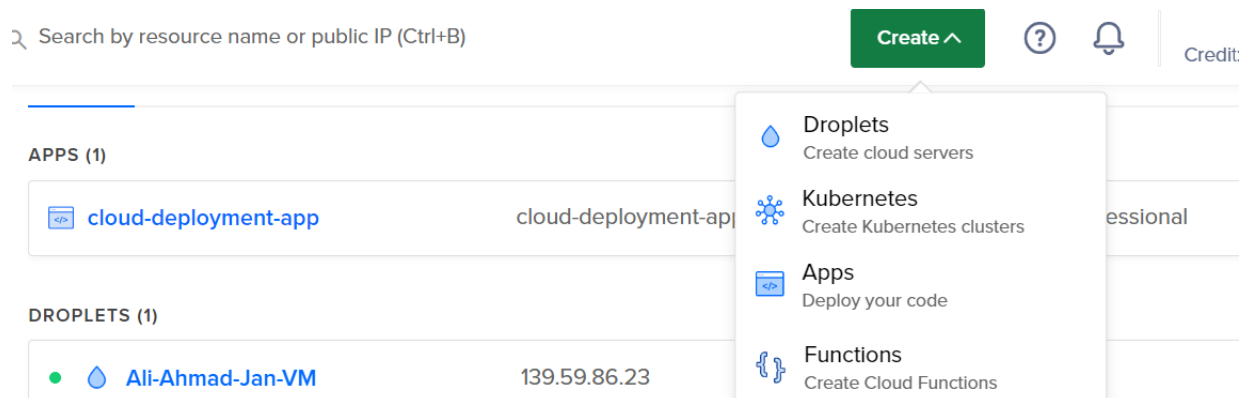 Search by resource name or public IP (Ctrl+B)
Create
Credit:
Droplets
Create cloud servers
APPS (1)
Kubernetes
Create Kubernetes clusters
cloud-deployment-app
cloud-deployment-app
essional
Apps
Deploy your code
DROPLETS (1)
Functions
Create Cloud Functions
Ali-Ahmad-Jan-VM
139.59.86.23